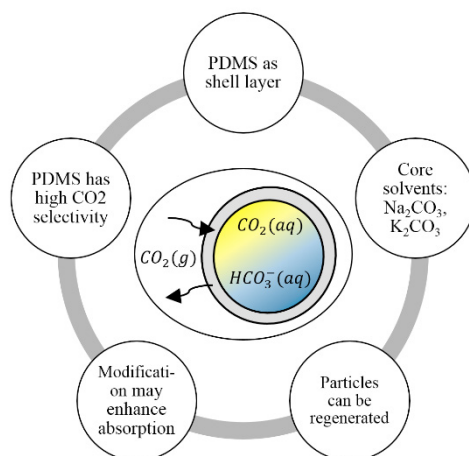 PDMS as
shell layer
PDMS has
high CO2
selectivity
Core
solvents:
Na₂CO₃,
K₂CO₃
CO₂(aq)
CO₂(g)
HCO₃⁻(aq)
Modificati-
on may
enhance
absorption
Particles
can be
regenerated